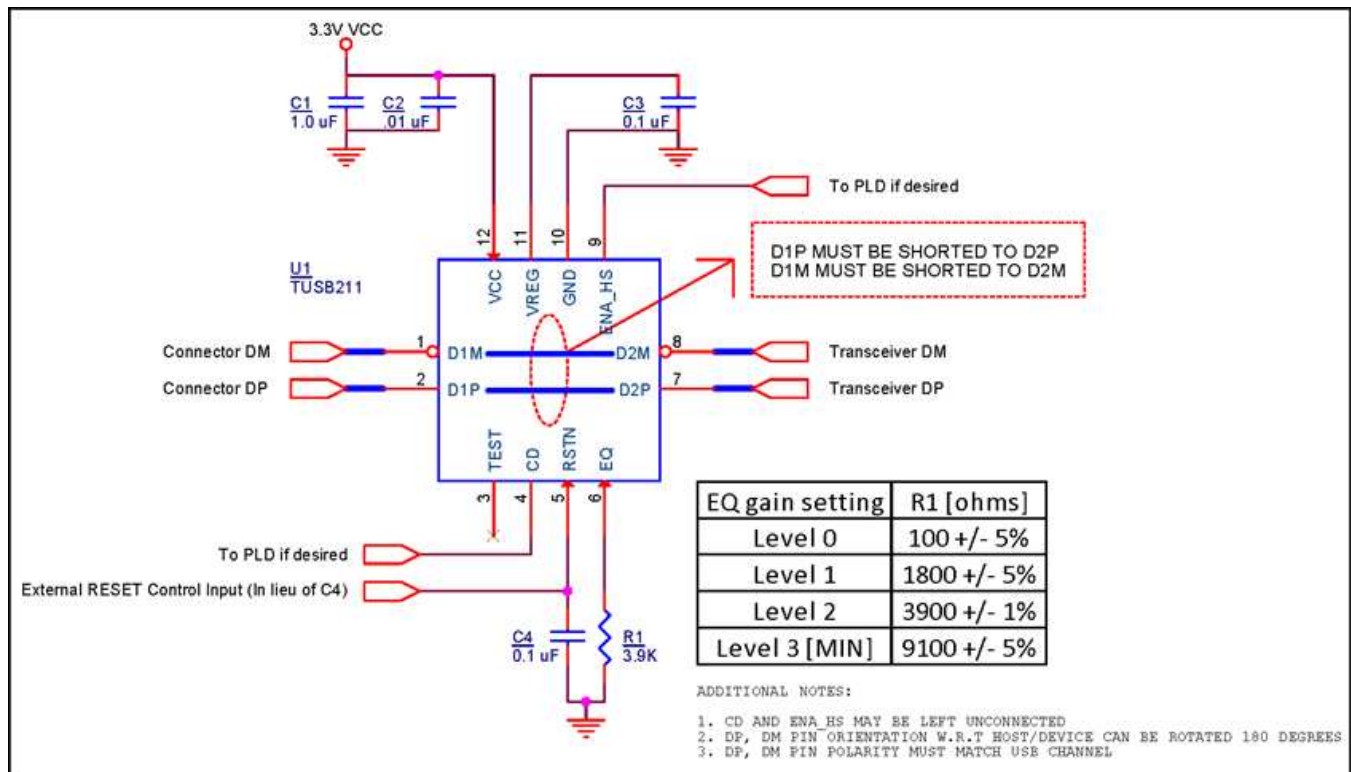 3.3V VCC
C1
1.0 uF
C2
.01 uF
C3
0.1 uF
To PLD if desired
12
11
10
9
D1P MUST BE SHORTED TO D2P
D1M MUST BE SHORTED TO D2M
U1
TUSB211
VCC
VREG
GND
ENA_HS
Connector DM
1
D1M
D2M
8
Transceiver DM
Connector DP
2
D1P
D2P
7
Transceiver DP
TEST
CD
RSTN
EQ
3
4
5
6
To PLD if desired
External RESET Control Input (In lieu of C4)
C4
0.1 uF
R1
3.9K
EQ gain setting R1 [ohms]
Level 0 100 +/- 5%
Level 1 1800 +/- 5%
Level 2 3900 +/- 1%
Level 3 [MIN] 9100 +/- 5%
ADDITIONAL NOTES:
1. CD AND ENA_HS MAY BE LEFT UNCONNECTED
2. DP, DM PIN ORIENTATION W.R.T HOST/DEVICE CAN BE ROTATED 180 DEGREES
3. DP, DM PIN POLARITY MUST MATCH USB CHANNEL